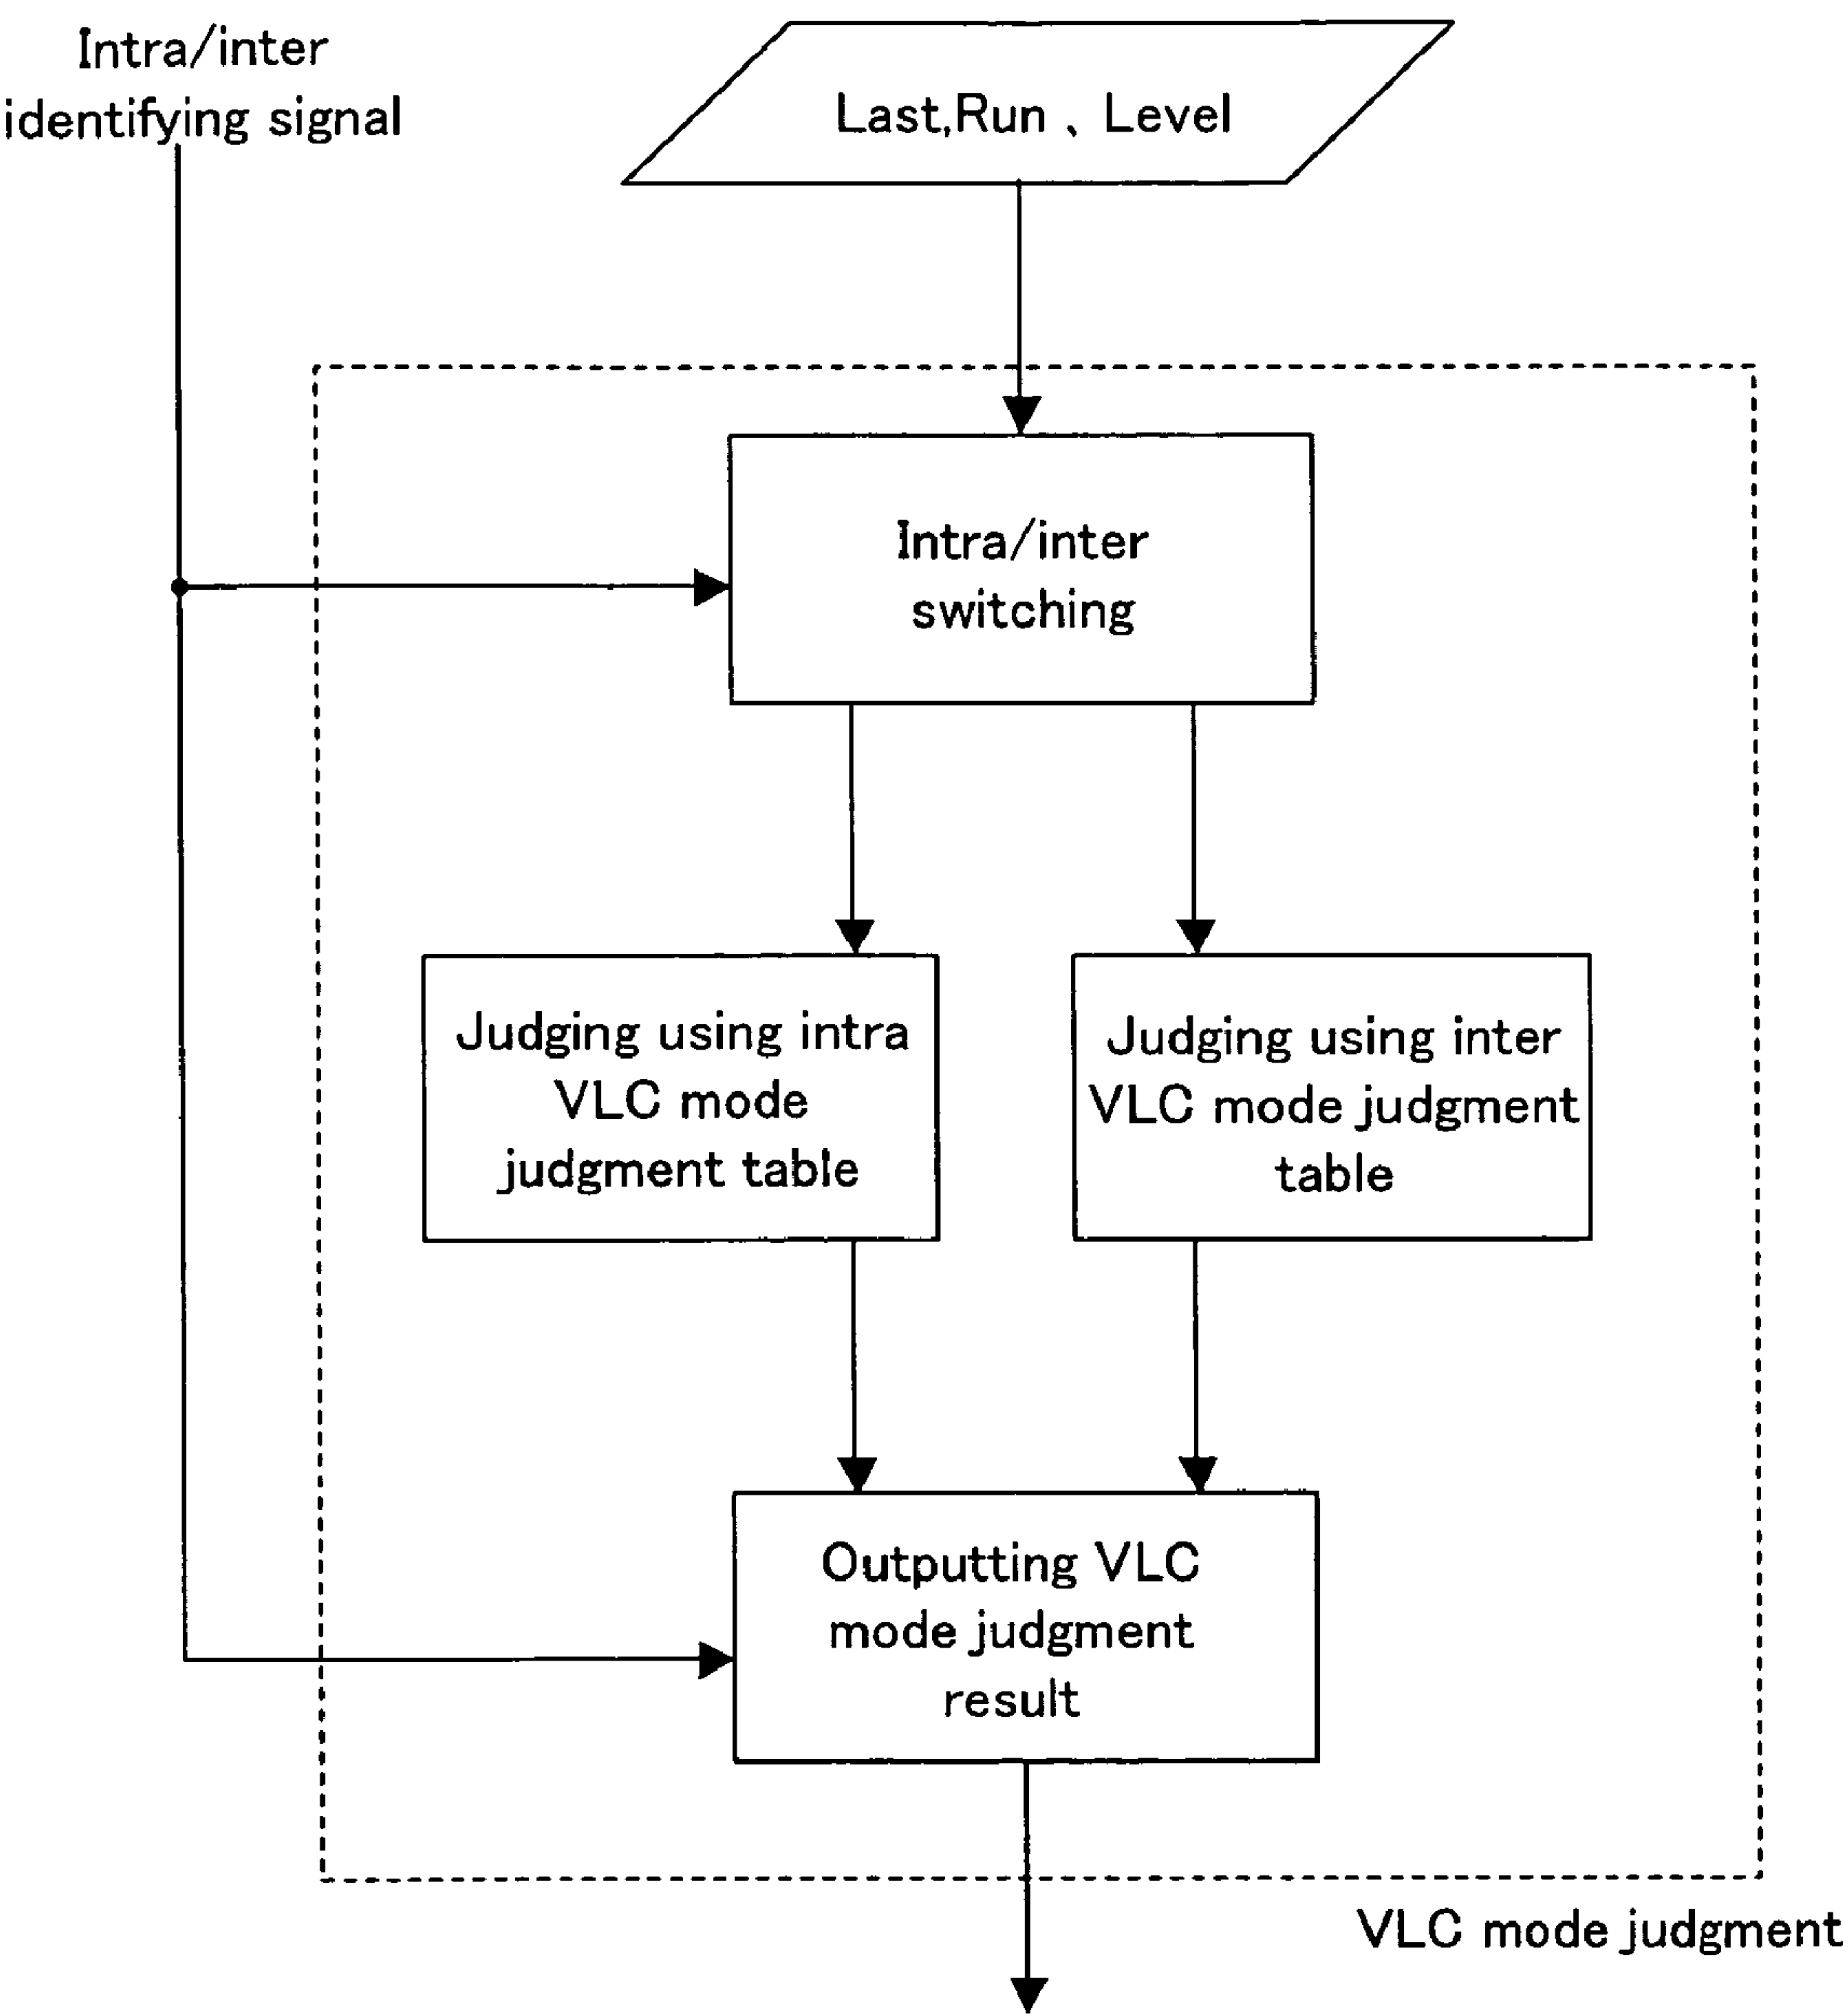 Intra/inter
identifying signal
Last,Run 、 Level
Intra/inter
switching
Judging using intra
VLC mode
judgment table
Judging using inter
VLC mode judgment
table
Outputting VLC
mode judgment
result
VLC mode judgment